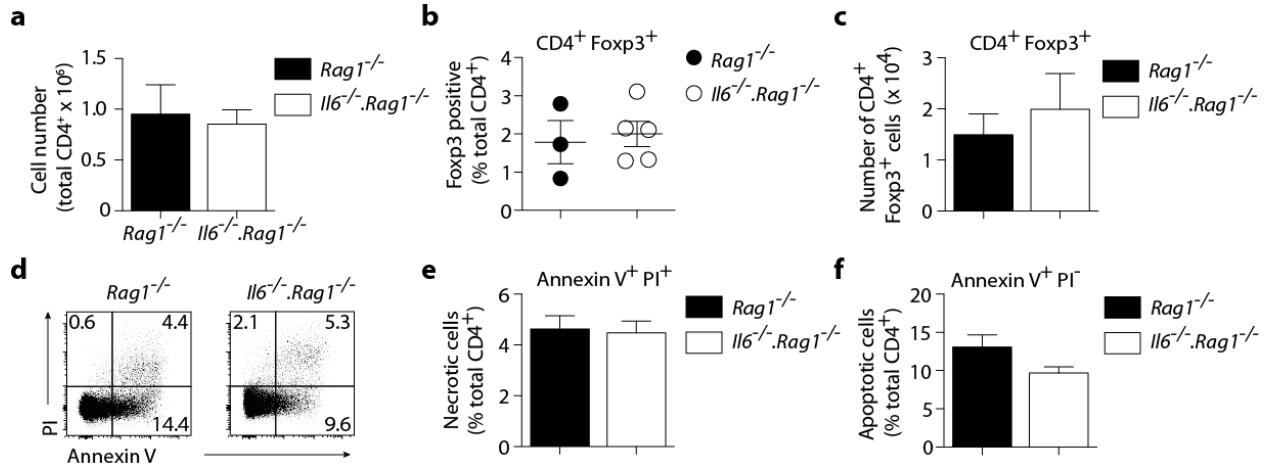 a
Cell number
(total CD4⁺ x 10⁶)
1.5
1.0
0.5
0
Rag1⁻/⁻
Il6⁻/⁻.Rag1⁻/⁻
Rag1⁻/⁻
Il6⁻/⁻.Rag1⁻/⁻
b
CD4⁺ Foxp3⁺
Foxp3 positive
(% total CD4⁺)
4
3
2
1
0
Rag1⁻/⁻
Il6⁻/⁻.Rag1⁻/⁻
c
CD4⁺ Foxp3⁺
Number of CD4⁺
Foxp3⁺ cells (x 10⁴)
3
2
1
0
Rag1⁻/⁻
Il6⁻/⁻.Rag1⁻/⁻
d
Rag1⁻/⁻
Il6⁻/⁻.Rag1⁻/⁻
0.6
4.4
14.4
2.1
5.3
9.6
PI
Annexin V
e
Annexin V⁺ PI⁺
Necrotic cells
(% total CD4⁺)
6
4
2
0
Rag1⁻/⁻
Il6⁻/⁻.Rag1⁻/⁻
f
Annexin V⁺ PI⁻
Apoptotic cells
(% total CD4⁺)
20
15
10
5
0
Rag1⁻/⁻
Il6⁻/⁻.Rag1⁻/⁻